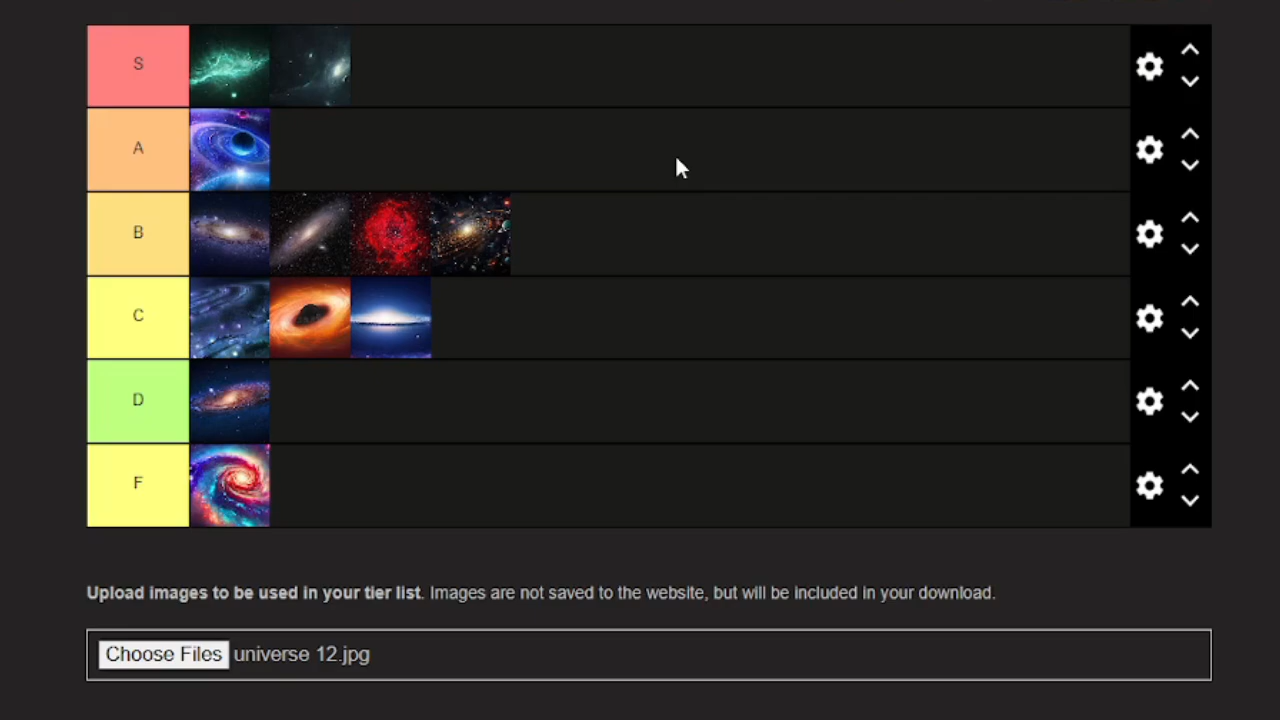 S
A
B
C
D
F
Upload images to be used in your tier list. Images are not saved to the website, but will be included in your download.
Choose Files universe 12.jpg